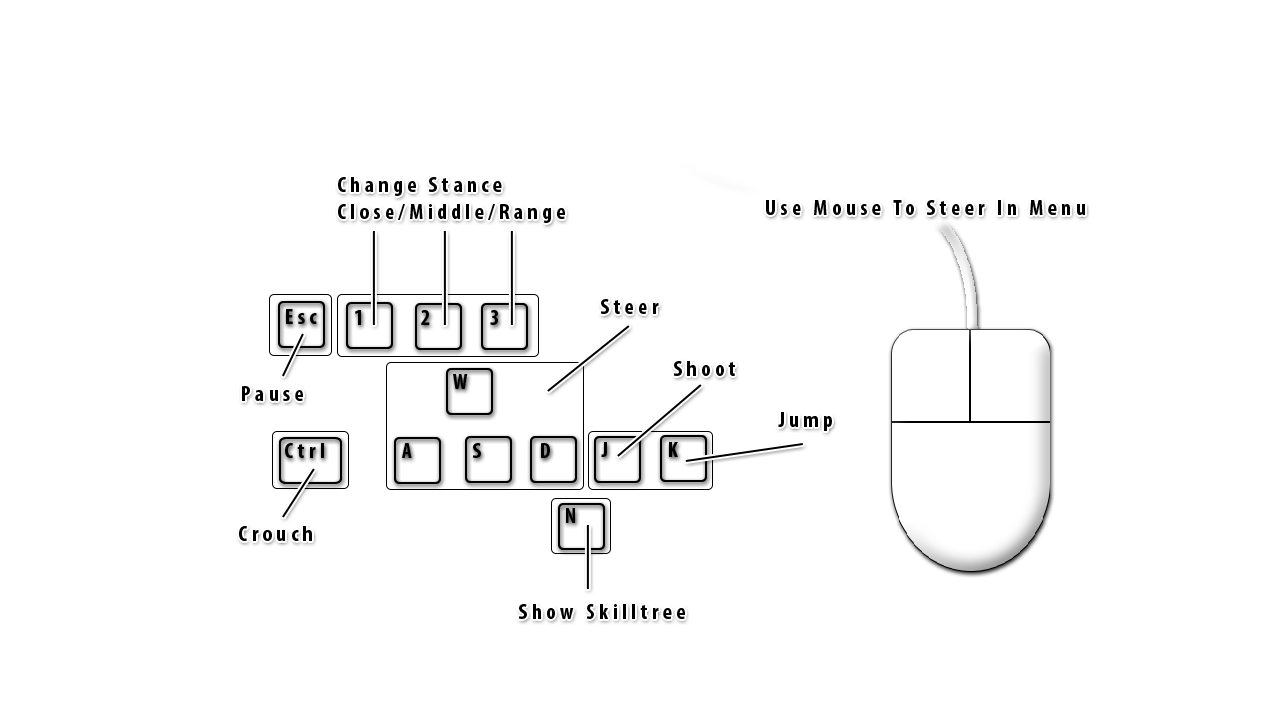 Change Stance
Close/Middle/Range
Use Mouse To Steer In Menu
Steer
Esc
1
2
3
Pause
Shoot
W
Jump
Ctrl
A
S
D
J
K
Crouch
N
Show Skilltree